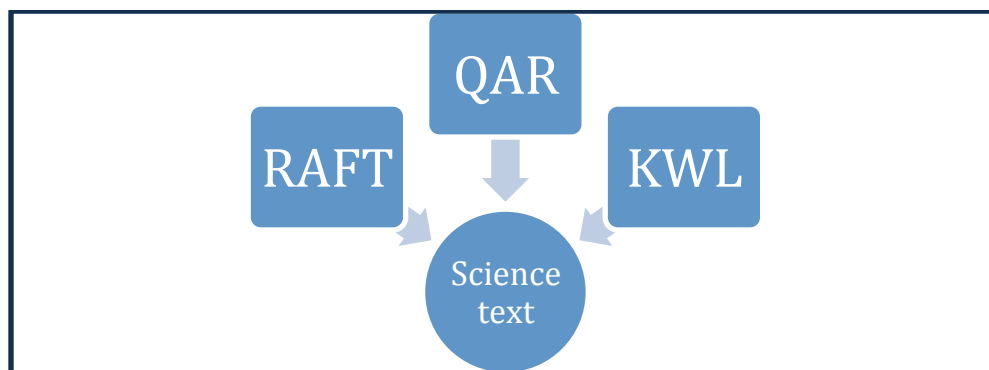 QAR
RAFT
KWL
Science
text